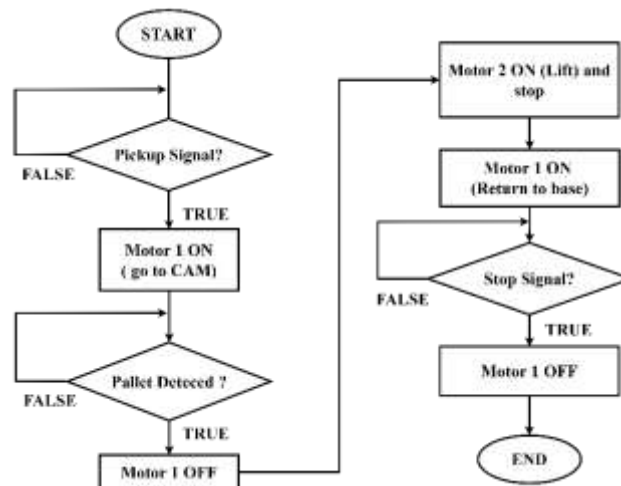 START
Pickup Signal?
FALSE
TRUE
Motor 1 ON
( go to CAM)
Pallet Deteced ?
FALSE
TRUE
Motor 1 OFF
Motor 2 ON (Lift) and
stop
Motor 1 ON
(Return to base)
Stop Signal?
FALSE
TRUE
Motor 1 OFF
END